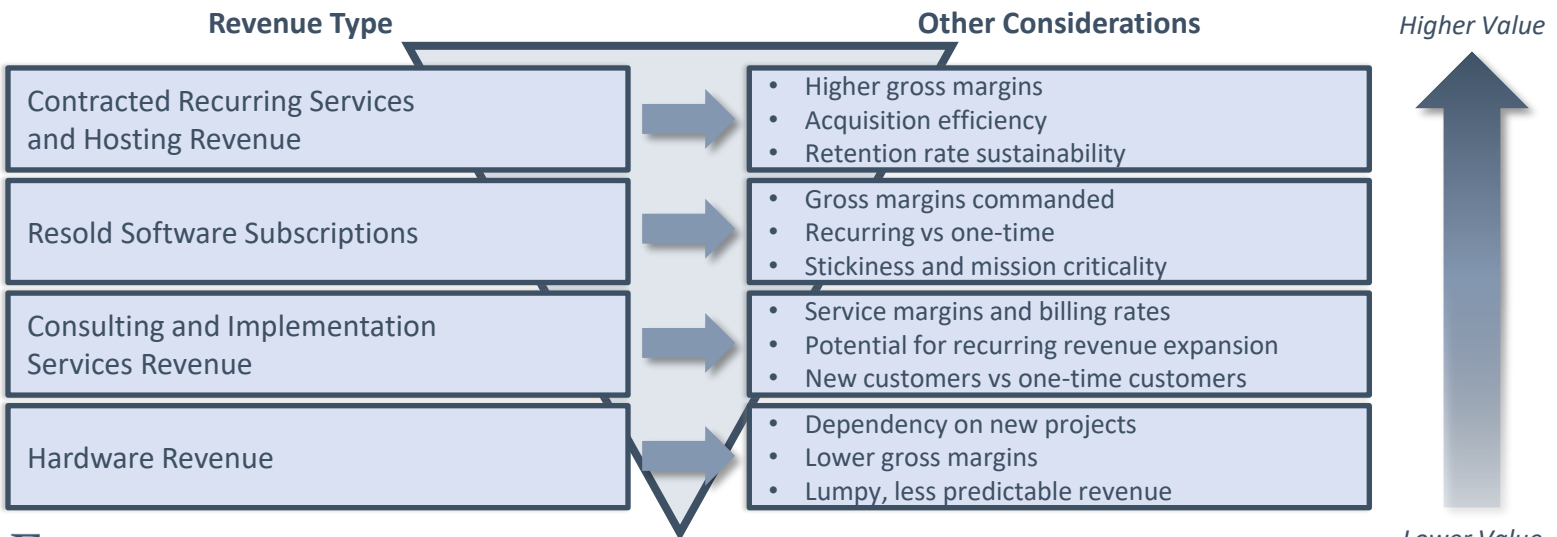 Revenue Type
Other Considerations
Higher Value
Contracted Recurring Services
and Hosting Revenue
• Higher gross margins
• Acquisition efficiency
• Retention rate sustainability
Resold Software Subscriptions
• Gross margins commanded
• Recurring vs one-time
• Stickiness and mission criticality
Consulting and Implementation
Services Revenue
• Service margins and billing rates
• Potential for recurring revenue expansion
• New customers vs one-time customers
Hardware Revenue
• Dependency on new projects
• Lower gross margins
• Lumpy, less predictable revenue
Lower Value